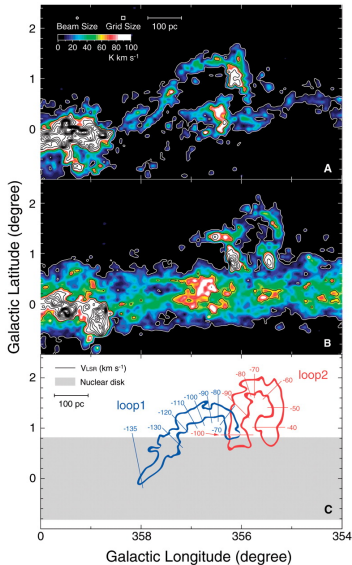 Beam Size Grid Size
0 20 40 60 80 100
K km s⁻¹
100 pc
2
1
0
A
2
1
0
B
Galactic Latitude (degree)
VLSR (km s⁻¹)
Nuclear disk
100 pc
loop1
loop2
-135
-130
-120
-110
-100
-90
-80
-70
-100
-90
-80
-70
-60
-50
-40
2
1
0
C
0 358 356 354
Galactic Longitude (degree)